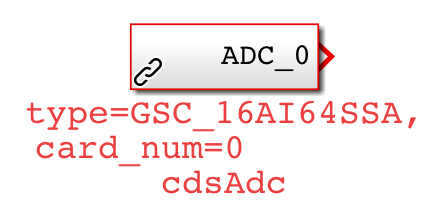 ADC_0
type=GSC_16AI64SSA,
card_num=0
cdsAdc